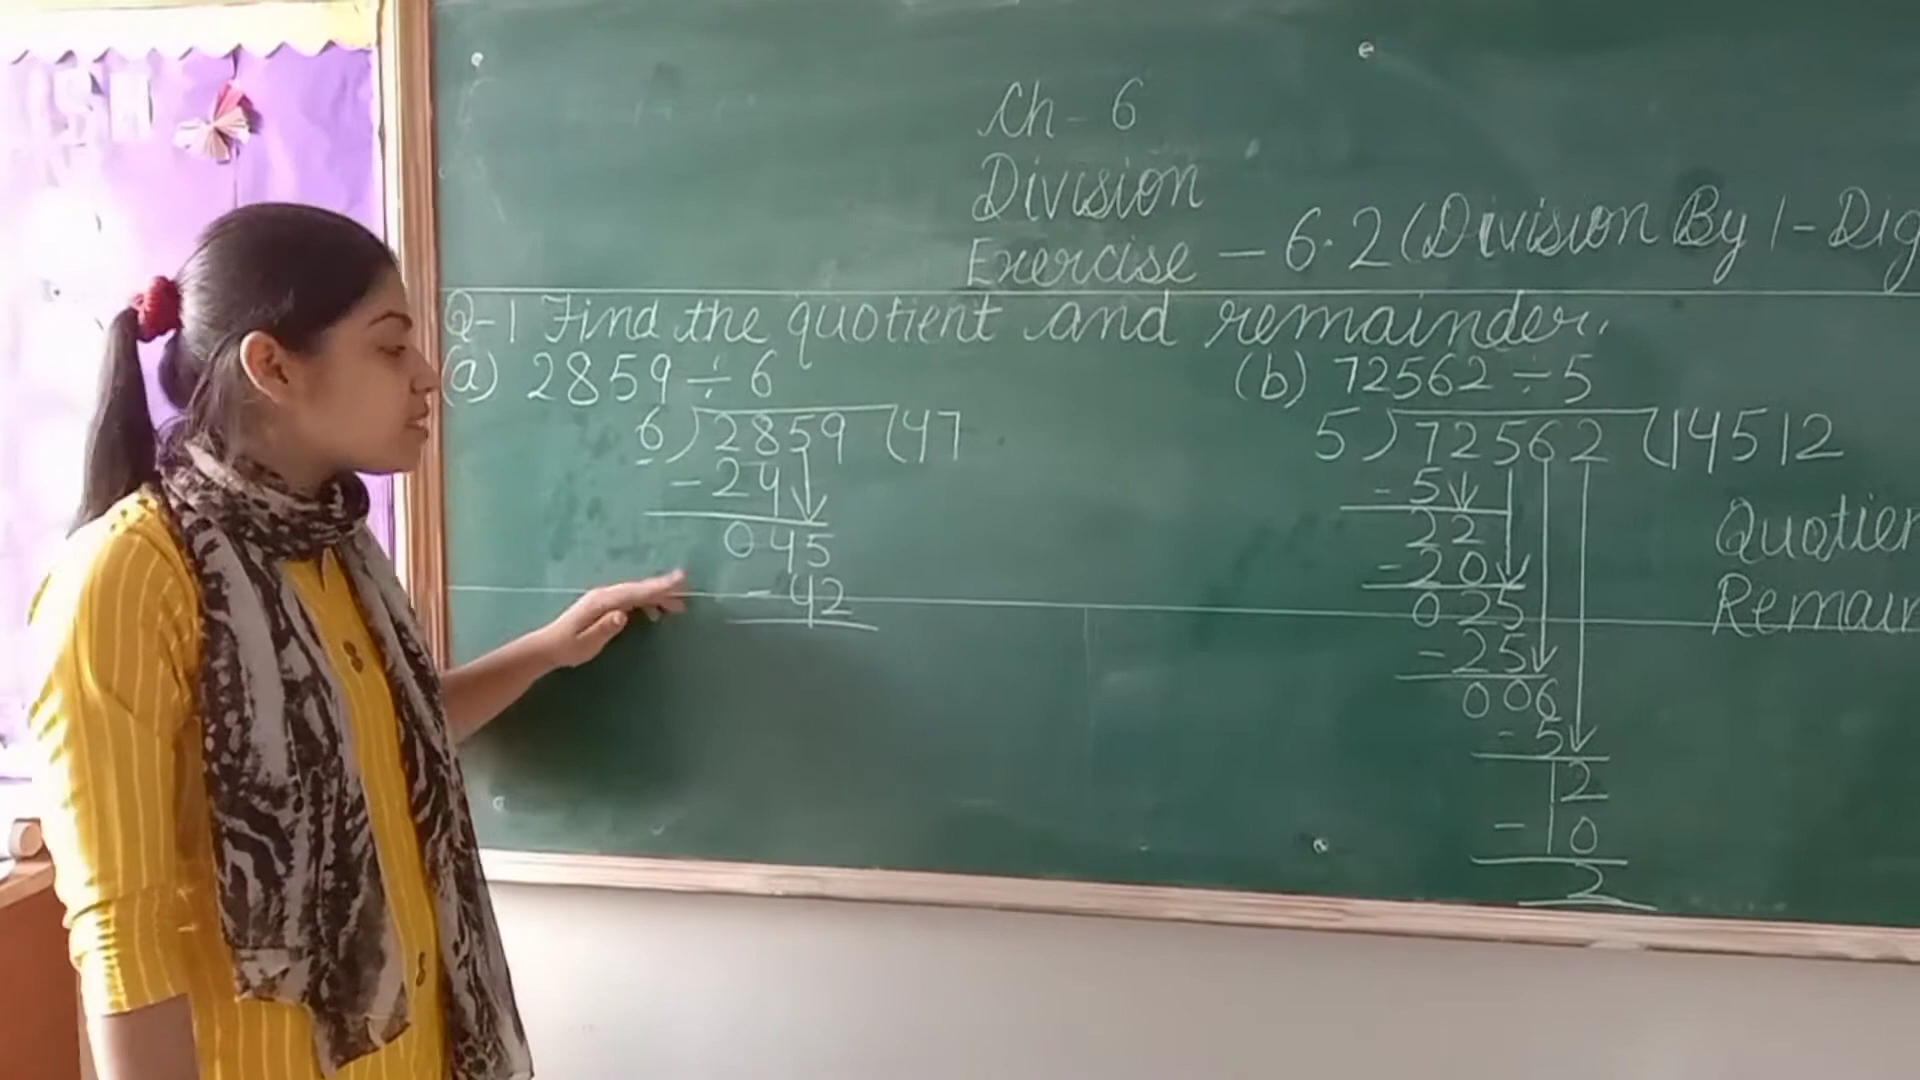 Ch - 6
Division
Exercise - 6.2 (Division By 1-Dig
Q-1 Find the quotient and remainder.
(a) 2859 ÷ 6
6) 2859 (47
- 24
045
- 42
(b) 72562 ÷ 5
5) 72562 (14512
- 5
22
- 20
025
- 25
006
- 5
12
- 10
2
Quotien
Remain